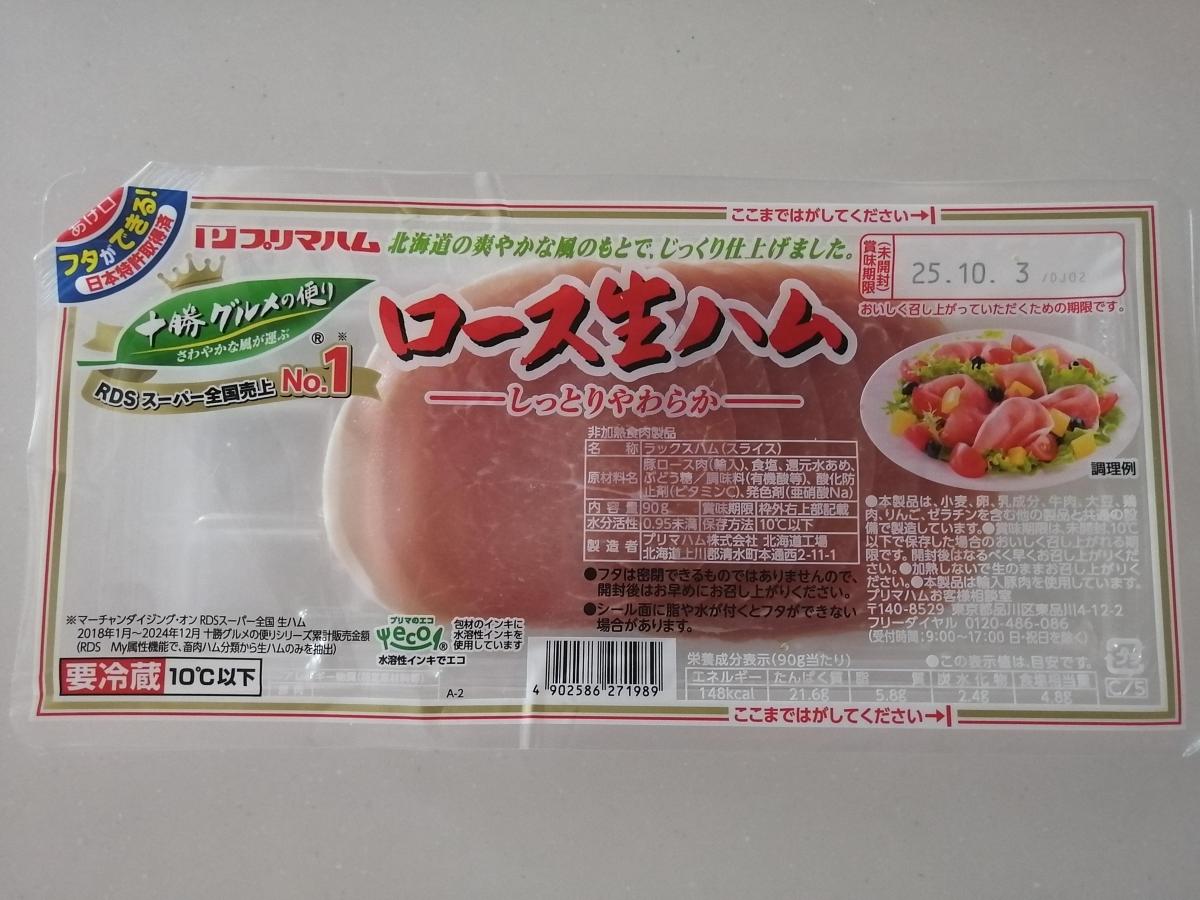 あけ口
フタができる!
日本特許取得済
プリマハム
北海道の爽やかな風のもとで、じっくり仕上げました。
ここまではがしてください
(未開封)
賞味期限
25.10. 3 /DJ02
おいしく召し上がっていただくための期限です。
十勝グルメの便り
さわやかな風が運ぶ
® ※
RDSスーパー全国売上 No.1
ロース生ハム
しっとりやわらか
調理例
非加熱食肉製品
名 称 ラックスハム(スライス)
原材料名 豚ロース肉(輸入)、食塩、還元水あめ、
ぶどう糖/調味料(有機酸等)、酸化防
止剤(ビタミンC)、発色剤(亜硝酸Na)
内容量 90g 賞味期限 枠外右上部記載
水分活性 0.95未満 保存方法 10℃以下
製造者 プリマハム株式会社 北海道工場
北海道上川郡清水町本通西2-11-1
●フタは密閉できるものではありませんので、
開封後はお早めにお召し上がりください。
●シール面に脂や水が付くとフタができない
場合があります。
●本製品は、小麦、卵、乳成分、牛肉、大豆、鶏
肉、りんご、ゼラチンを含む他の製品と共通の設
備で製造しています。●賞味期限は、未開封、10℃
以下で保存した場合のおいしく召し上がれる期
限です。開封後はなるべく早くお召し上がりくだ
さい。●加熱しないで生のままお召し上がりく
ださい。●本製品は輸入豚肉を使用しています。
プリマハムお客様相談室
〒140-8529 東京都品川区東品川4-12-2
フリーダイヤル 0120-486-086
(受付時間:9:00〜17:00 日・祝日を除く)
※マーチャンダイジング・オン RDSスーパー全国 生ハム
2018年1月〜2024年12月 十勝グルメの便りシリーズ累計販売金額
(RDS My属性機能で、畜肉ハム分類から生ハムのみを抽出)
要冷蔵 10℃以下
プリマのエコ
eco!
®
水溶性インキでエコ
包材のインキに
水溶性インキを
使用しています
A-2
4 902586 271989
栄養成分表示(90g当たり) ●この表示値は、目安です。
エネルギー たんぱく質 脂 質 炭水化物 食塩相当量
148kcal 21.6g 5.8g 2.4g 4.8g
C/S
ここまではがしてください